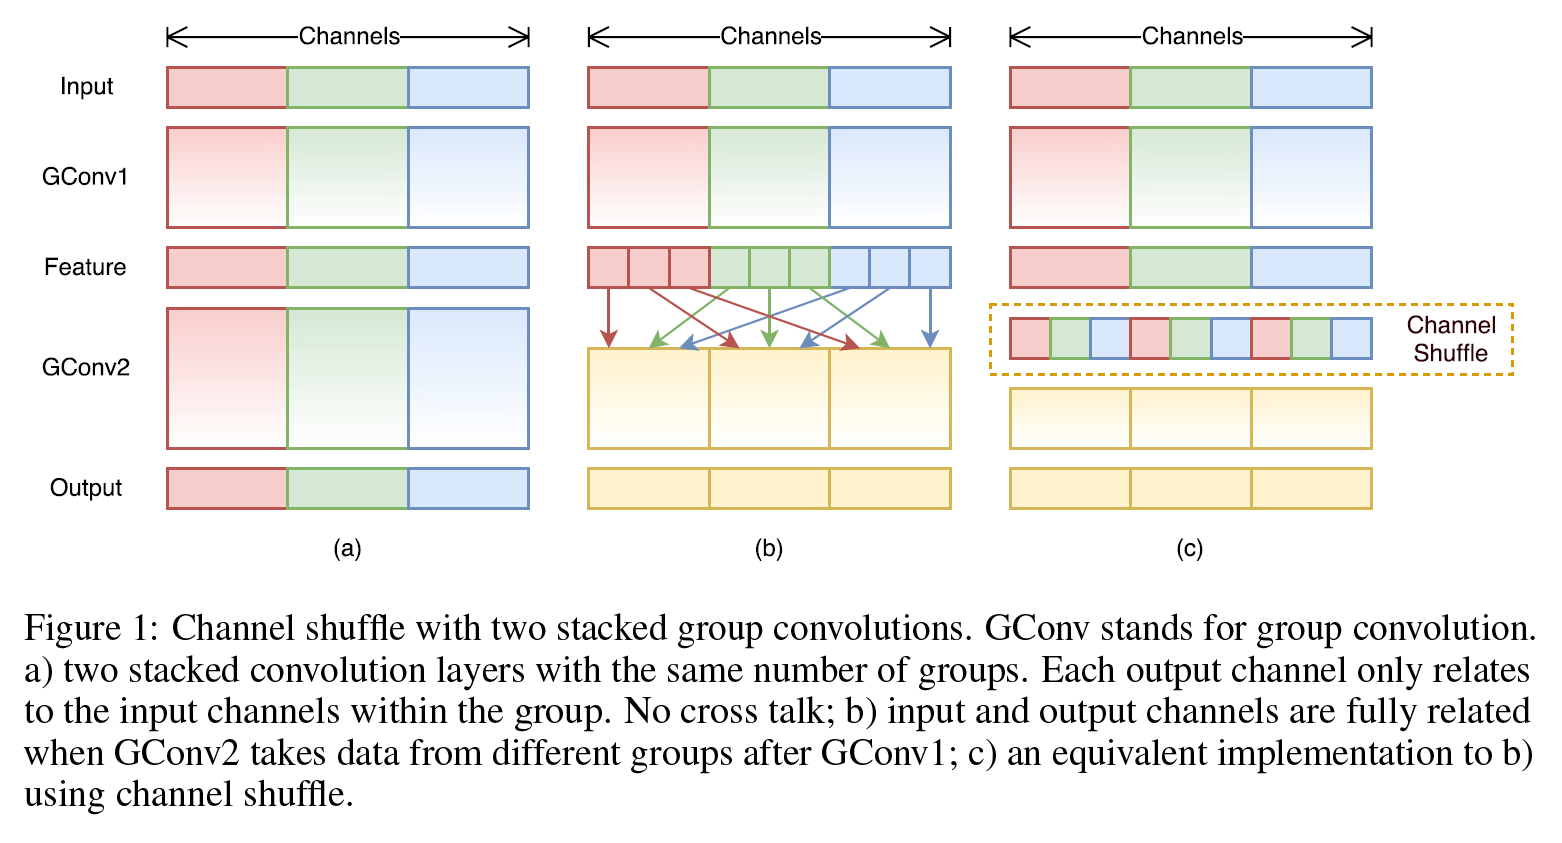 Channels Channels Channels
Input
GConv1
Feature
Channel
Shuffle
GConv2
Output
(a) (b) (c)
Figure 1: Channel shuffle with two stacked group convolutions. GConv stands for group convolution.
a) two stacked convolution layers with the same number of groups. Each output channel only relates
to the input channels within the group. No cross talk; b) input and output channels are fully related
when GConv2 takes data from different groups after GConv1; c) an equivalent implementation to b)
using channel shuffle.